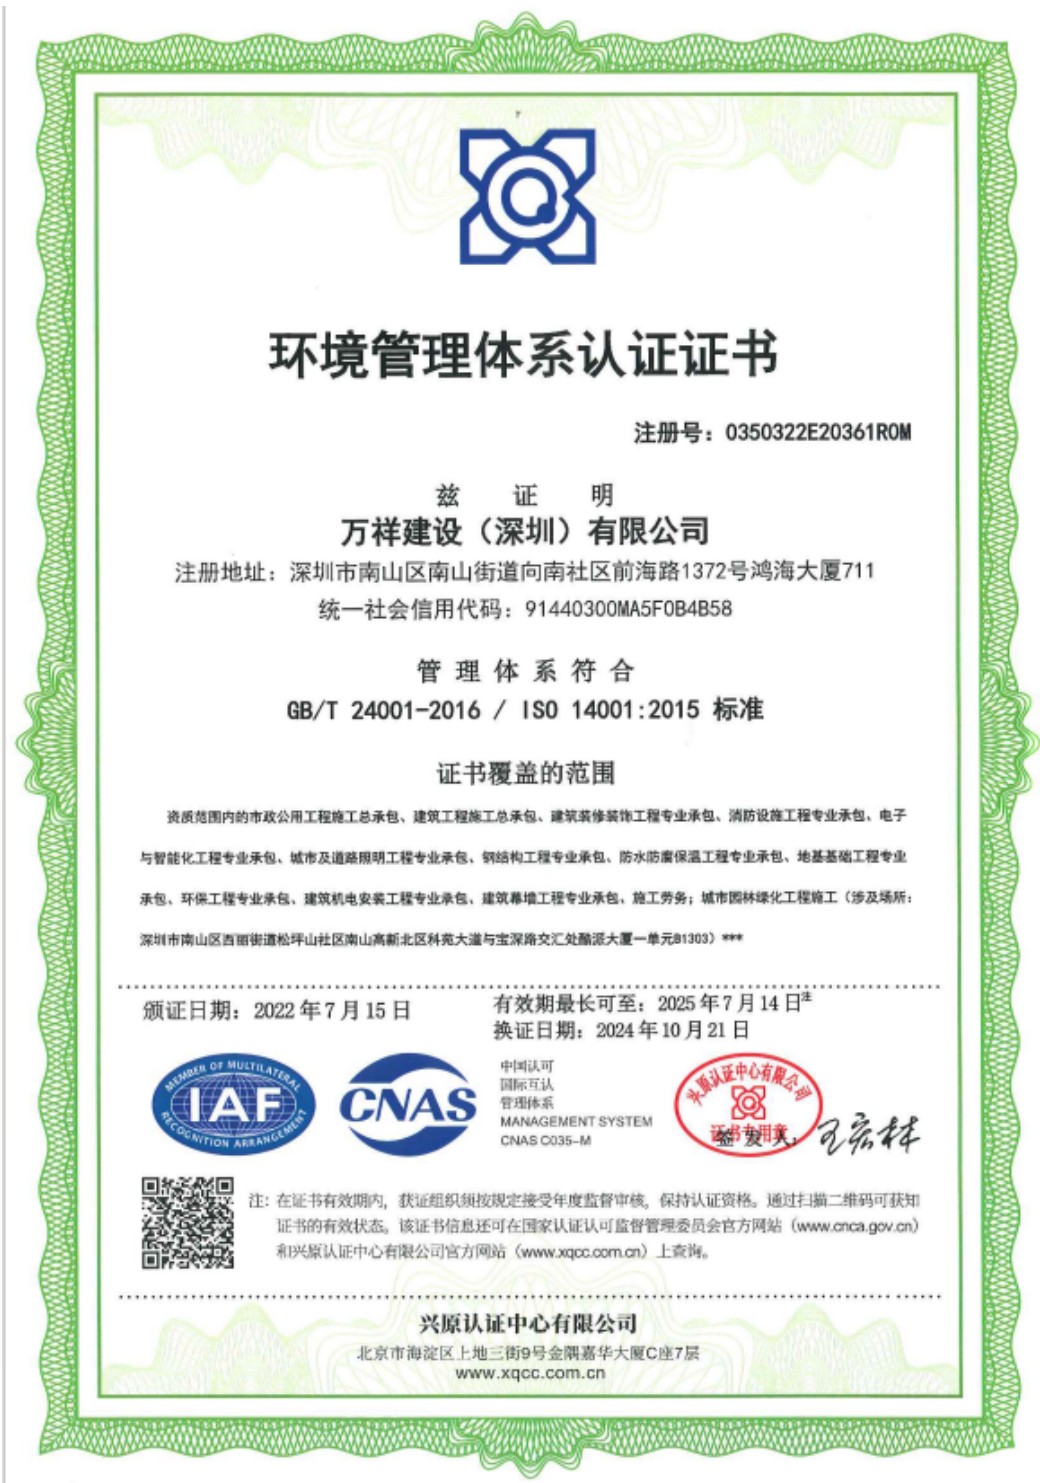 环境管理体系认证证书
注册号：0350322E20361R0M
兹 证 明
万祥建设（深圳）有限公司
注册地址：深圳市南山区南山街道向南社区前海路1372号鸿海大厦711
统一社会信用代码：91440300MA5F0B4B58
管理体系符合
GB/T 24001-2016 / ISO 14001:2015 标准
证书覆盖的范围
资质范围内的市政公用工程施工总承包、建筑工程施工总承包、建筑装修装饰工程专业承包、消防设施工程专业承包、电子
与智能化工程专业承包、城市及道路照明工程专业承包、钢结构工程专业承包、防水防腐保温工程专业承包、地基基础工程专业
承包、环保工程专业承包、建筑机电安装工程专业承包、建筑幕墙工程专业承包、施工劳务；城市园林绿化工程施工（涉及场所：
深圳市南山区西丽街道松坪山社区南山高新北区科苑大道与宝深路交汇处酷派大厦一单元B1303）***
颁证日期：2022年7月15日
有效期最长可至：2025年7月14日注
换证日期：2024年10月21日
MEMBER OF MULTILATERAL
IAF
RECOGNITION ARRANGEMENT
CNAS
中国认可
国际互认
管理体系
MANAGEMENT SYSTEM
CNAS C035-M
兴原认证中心有限公司
证书专用章
签发人：王宏林
注：在证书有效期内，获证组织须按规定接受年度监督审核，保持认证资格。通过扫描二维码可获知
证书的有效状态。该证书信息还可在国家认证认可监督管理委员会官方网站（www.cnca.gov.cn）
和兴原认证中心有限公司官方网站（www.xqcc.com.cn）上查询。
兴原认证中心有限公司
北京市海淀区上地三街9号金隅嘉华大厦C座7层
www.xqcc.com.cn